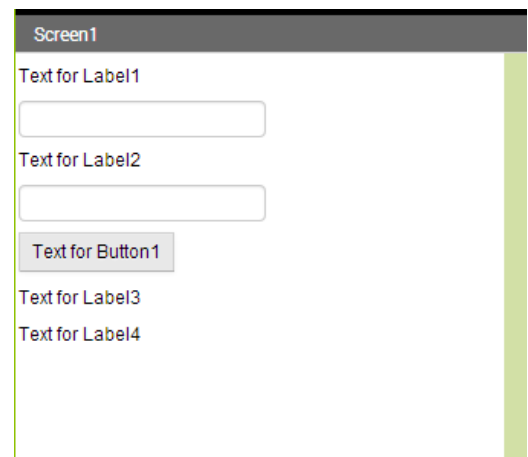 Screen1
Text for Label1
Text for Label2
Text for Button1
Text for Label3
Text for Label4